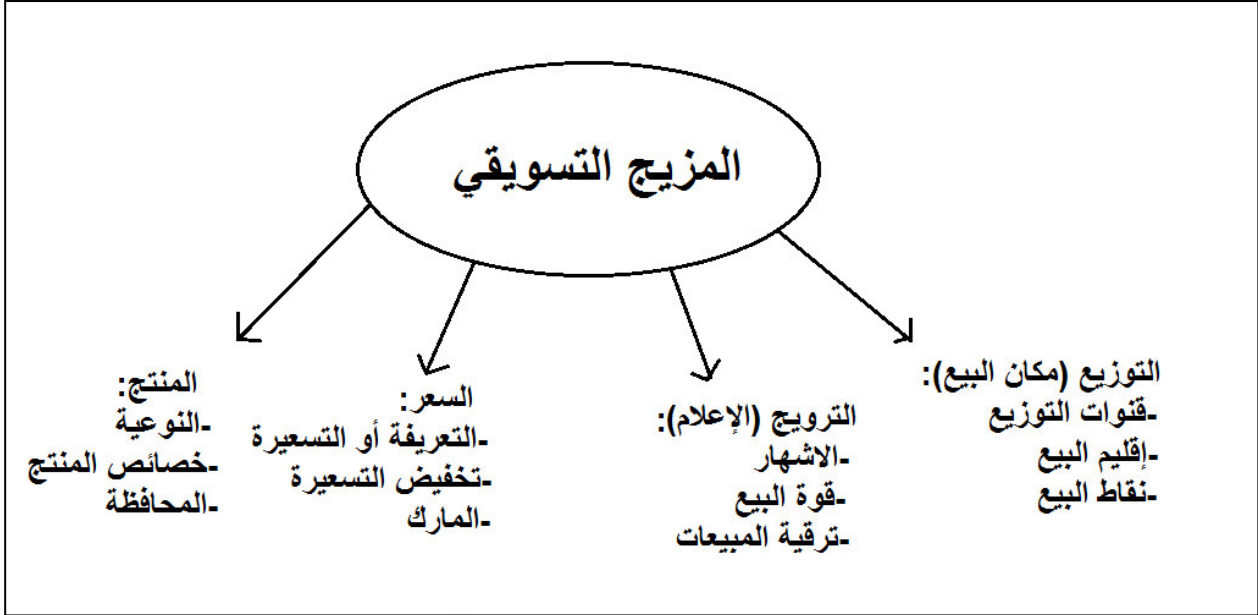 المزيج التسويقي
التوزيع (مكان البيع):
-قنوات التوزيع
-إقليم البيع
-نقاط البيع
الترويج (الإعلام):
-الاشهار
-قوة البيع
-ترقية المبيعات
السعر:
-التعريفة أو التسعيرة
-تخفيض التسعيرة
-المارك
المنتج:
-النوعية
-خصائص المنتج
-المحافظة